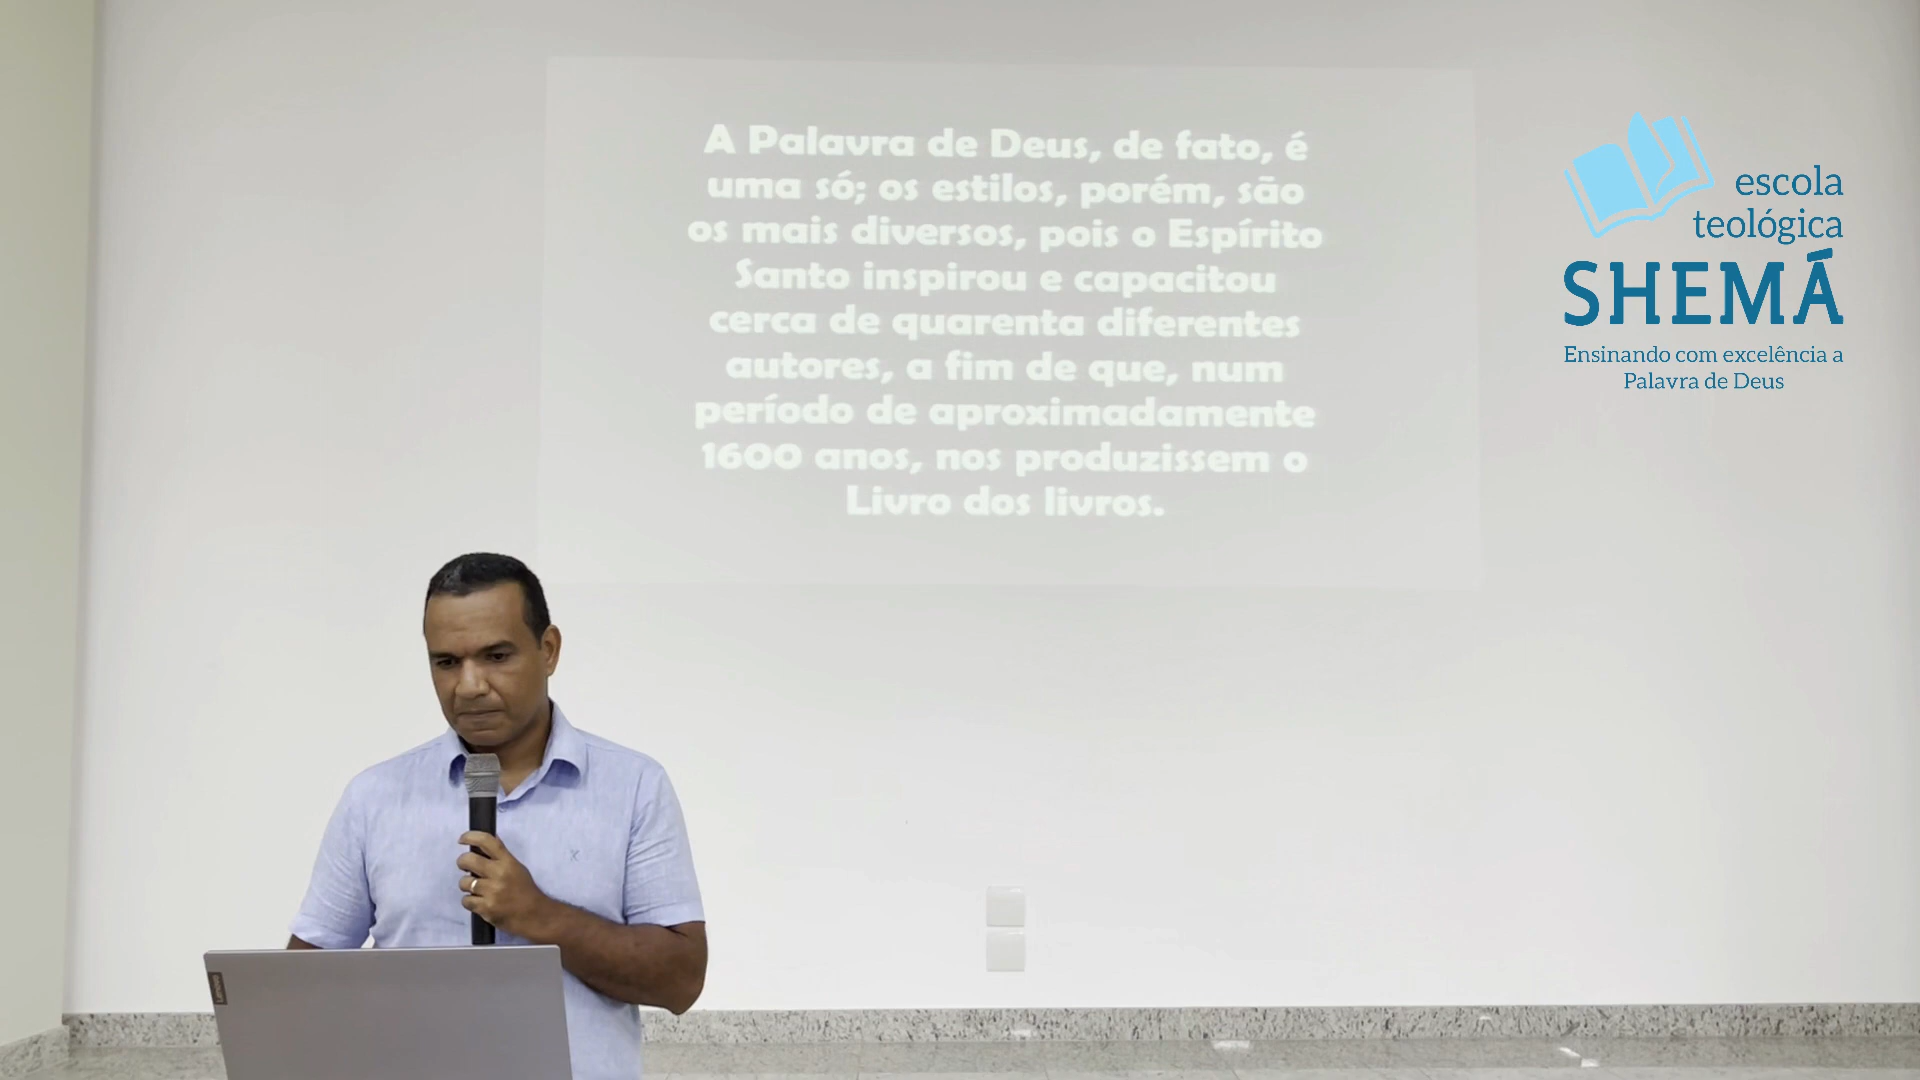 A Palavra de Deus, de fato, é
uma só; os estilos, porém, são
os mais diversos, pois o Espírito
Santo inspirou e capacitou
cerca de quarenta diferentes
autores, a fim de que, num
período de aproximadamente
1600 anos, nos produzissem o
Livro dos livros.
escola
teológica
SHEMÁ
Ensinando com excelência a
Palavra de Deus
Lenovo